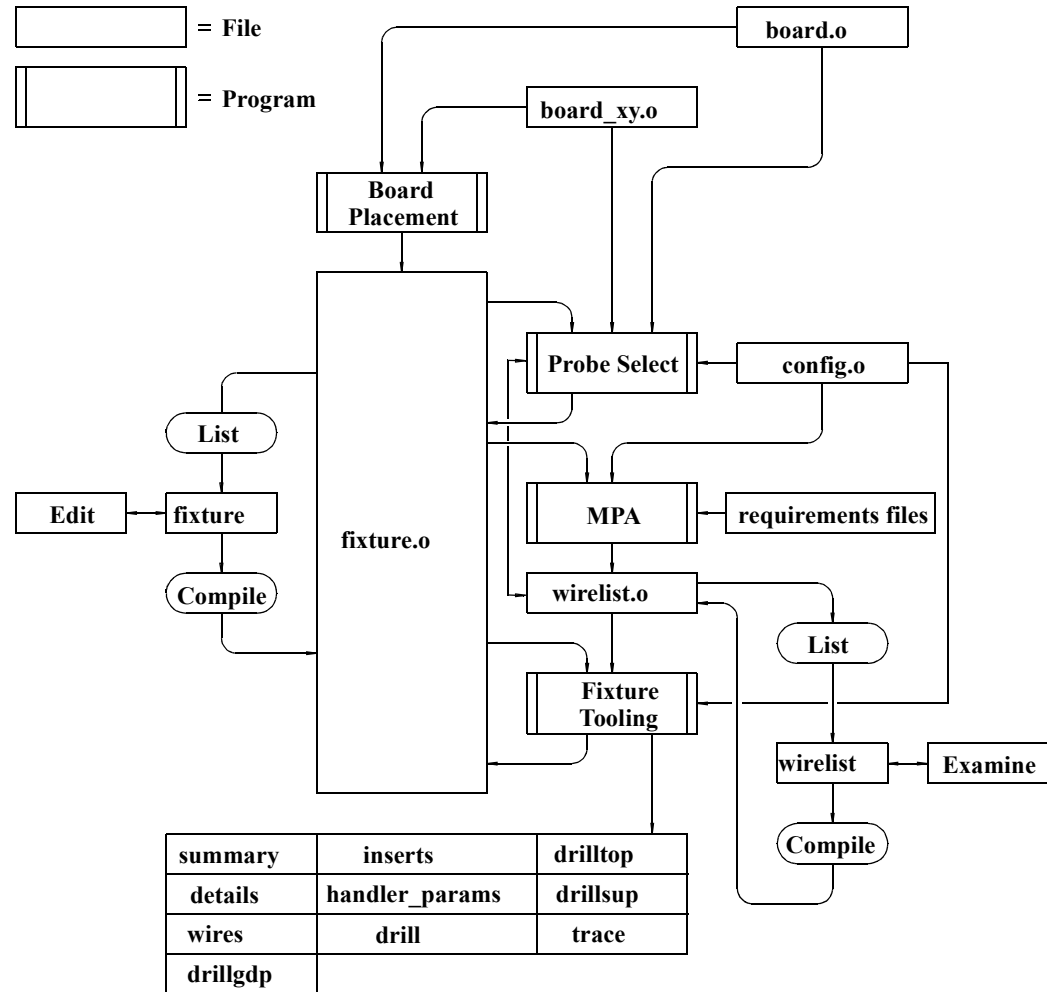 = File
board.o
= Program
board_xy.o
Board
Placement
Probe Select
config.o
List
Edit
fixture
MPA
requirements files
fixture.o
Compile
wirelist.o
List
Fixture
Tooling
wirelist
Examine
Compile
summary
inserts
drilltop
details
handler_params
drillsup
wires
drill
trace
drillgdp